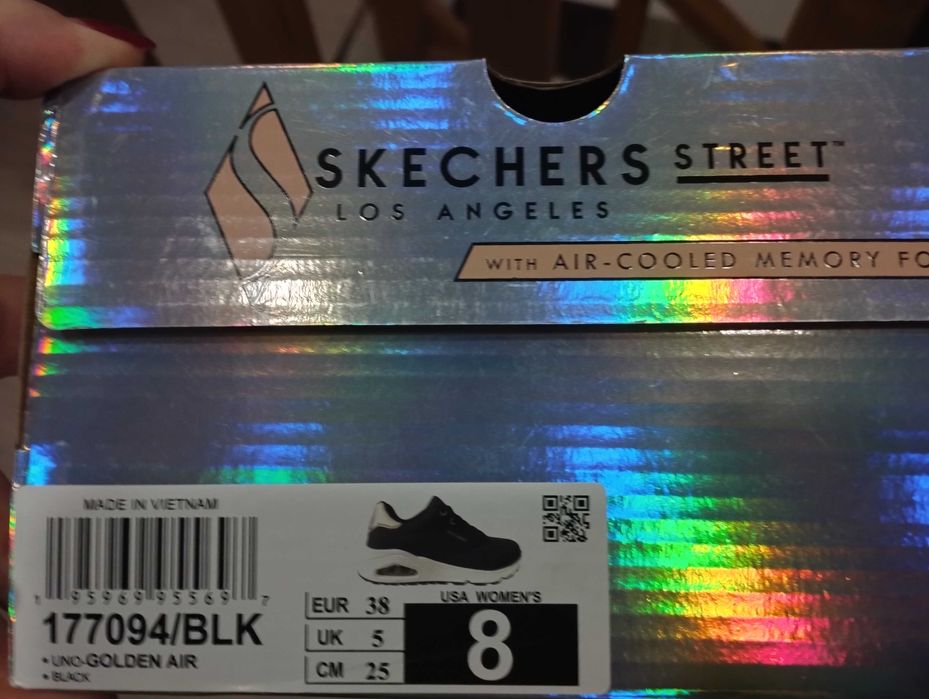 SKECHERS STREET™
LOS ANGELES
WITH AIR-COOLED MEMORY FO
MADE IN VIETNAM
1 95969 95569 7
177094/BLK
• UNO-GOLDEN AIR
• BLACK
EUR 38
UK 5
CM 25
USA WOMEN'S
8